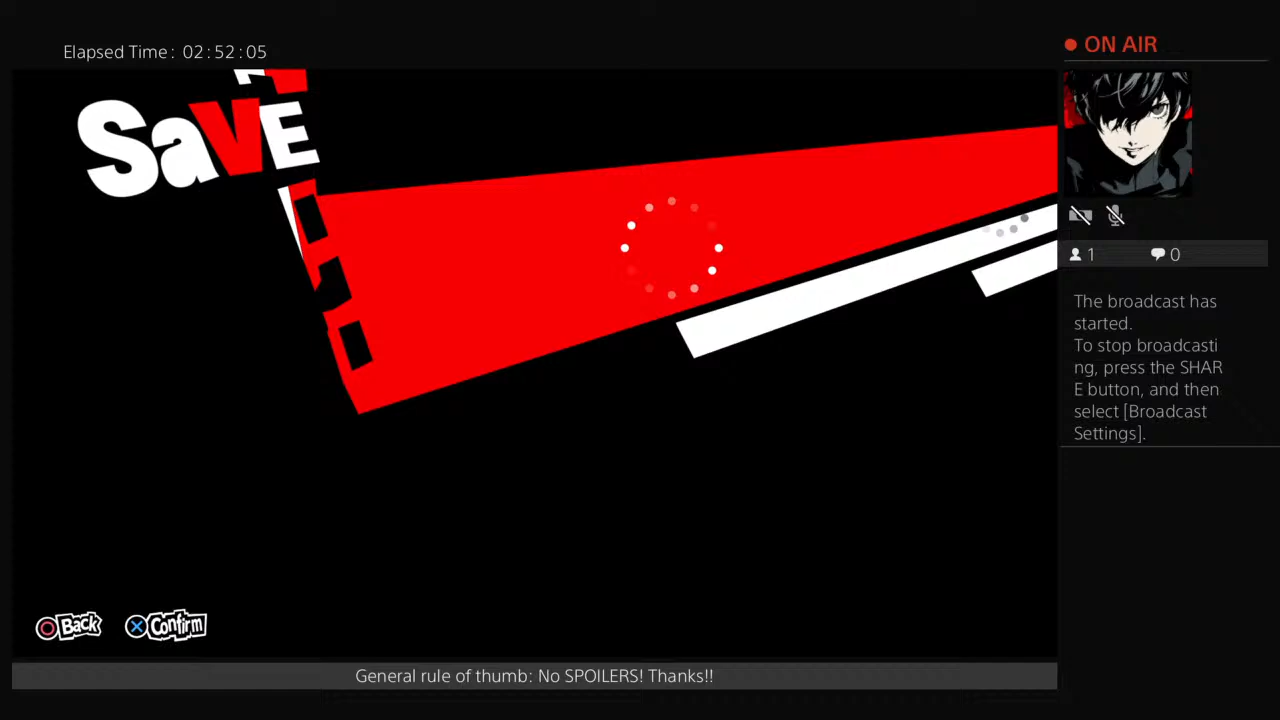 Elapsed Time: 02:52:05
ON AIR
SaVE
1
0
The broadcast has
started.
To stop broadcasti
ng, press the SHAR
E button, and then
select [Broadcast
Settings].
Back
Confirm
General rule of thumb: No SPOILERS! Thanks!!